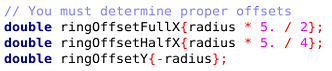 // You must determine proper offsets
double ringOffsetFullX{radius * 5. / 2};
double ringOffsetHalfX{radius * 5. / 4};
double ringOffsetY{-radius};